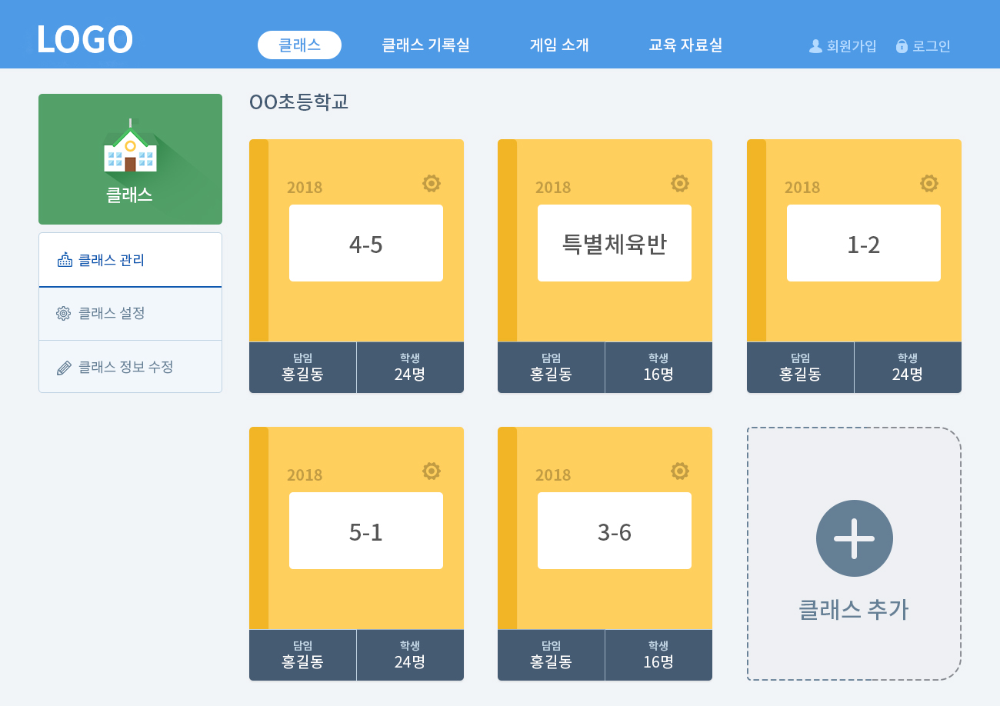 LOGO
클래스
클래스 기록실
게임 소개
교육 자료실
회원가입
로그인
클래스
클래스 관리
클래스 설정
클래스 정보 수정
OO초등학교
2018
4-5
담임
홍길동
학생
24명
2018
특별체육반
담임
홍길동
학생
16명
2018
1-2
담임
홍길동
학생
24명
2018
5-1
담임
홍길동
학생
24명
2018
3-6
담임
홍길동
학생
16명
클래스 추가